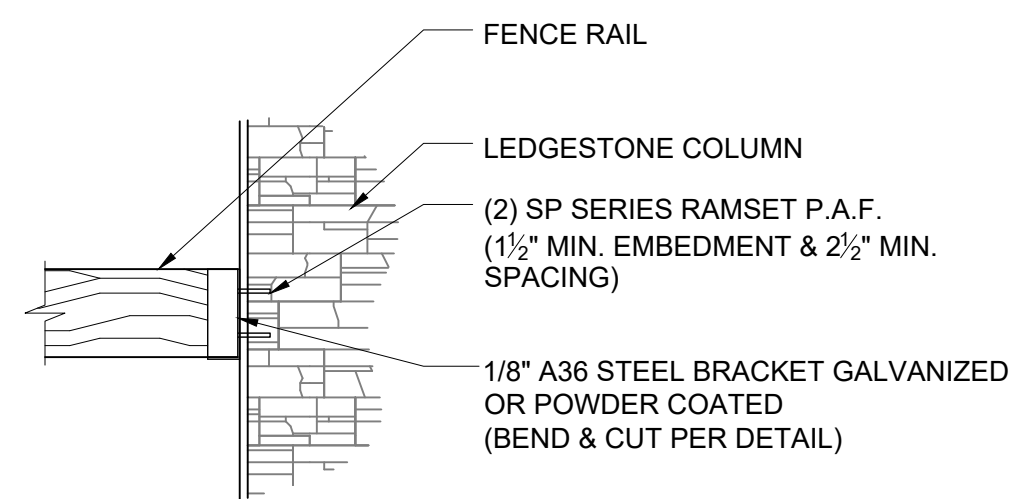 FENCE RAIL
LEDGESTONE COLUMN
(2) SP SERIES RAMSET P.A.F.
(1½" MIN. EMBEDMENT & 2½" MIN.
SPACING)
1/8" A36 STEEL BRACKET GALVANIZED
OR POWDER COATED
(BEND & CUT PER DETAIL)